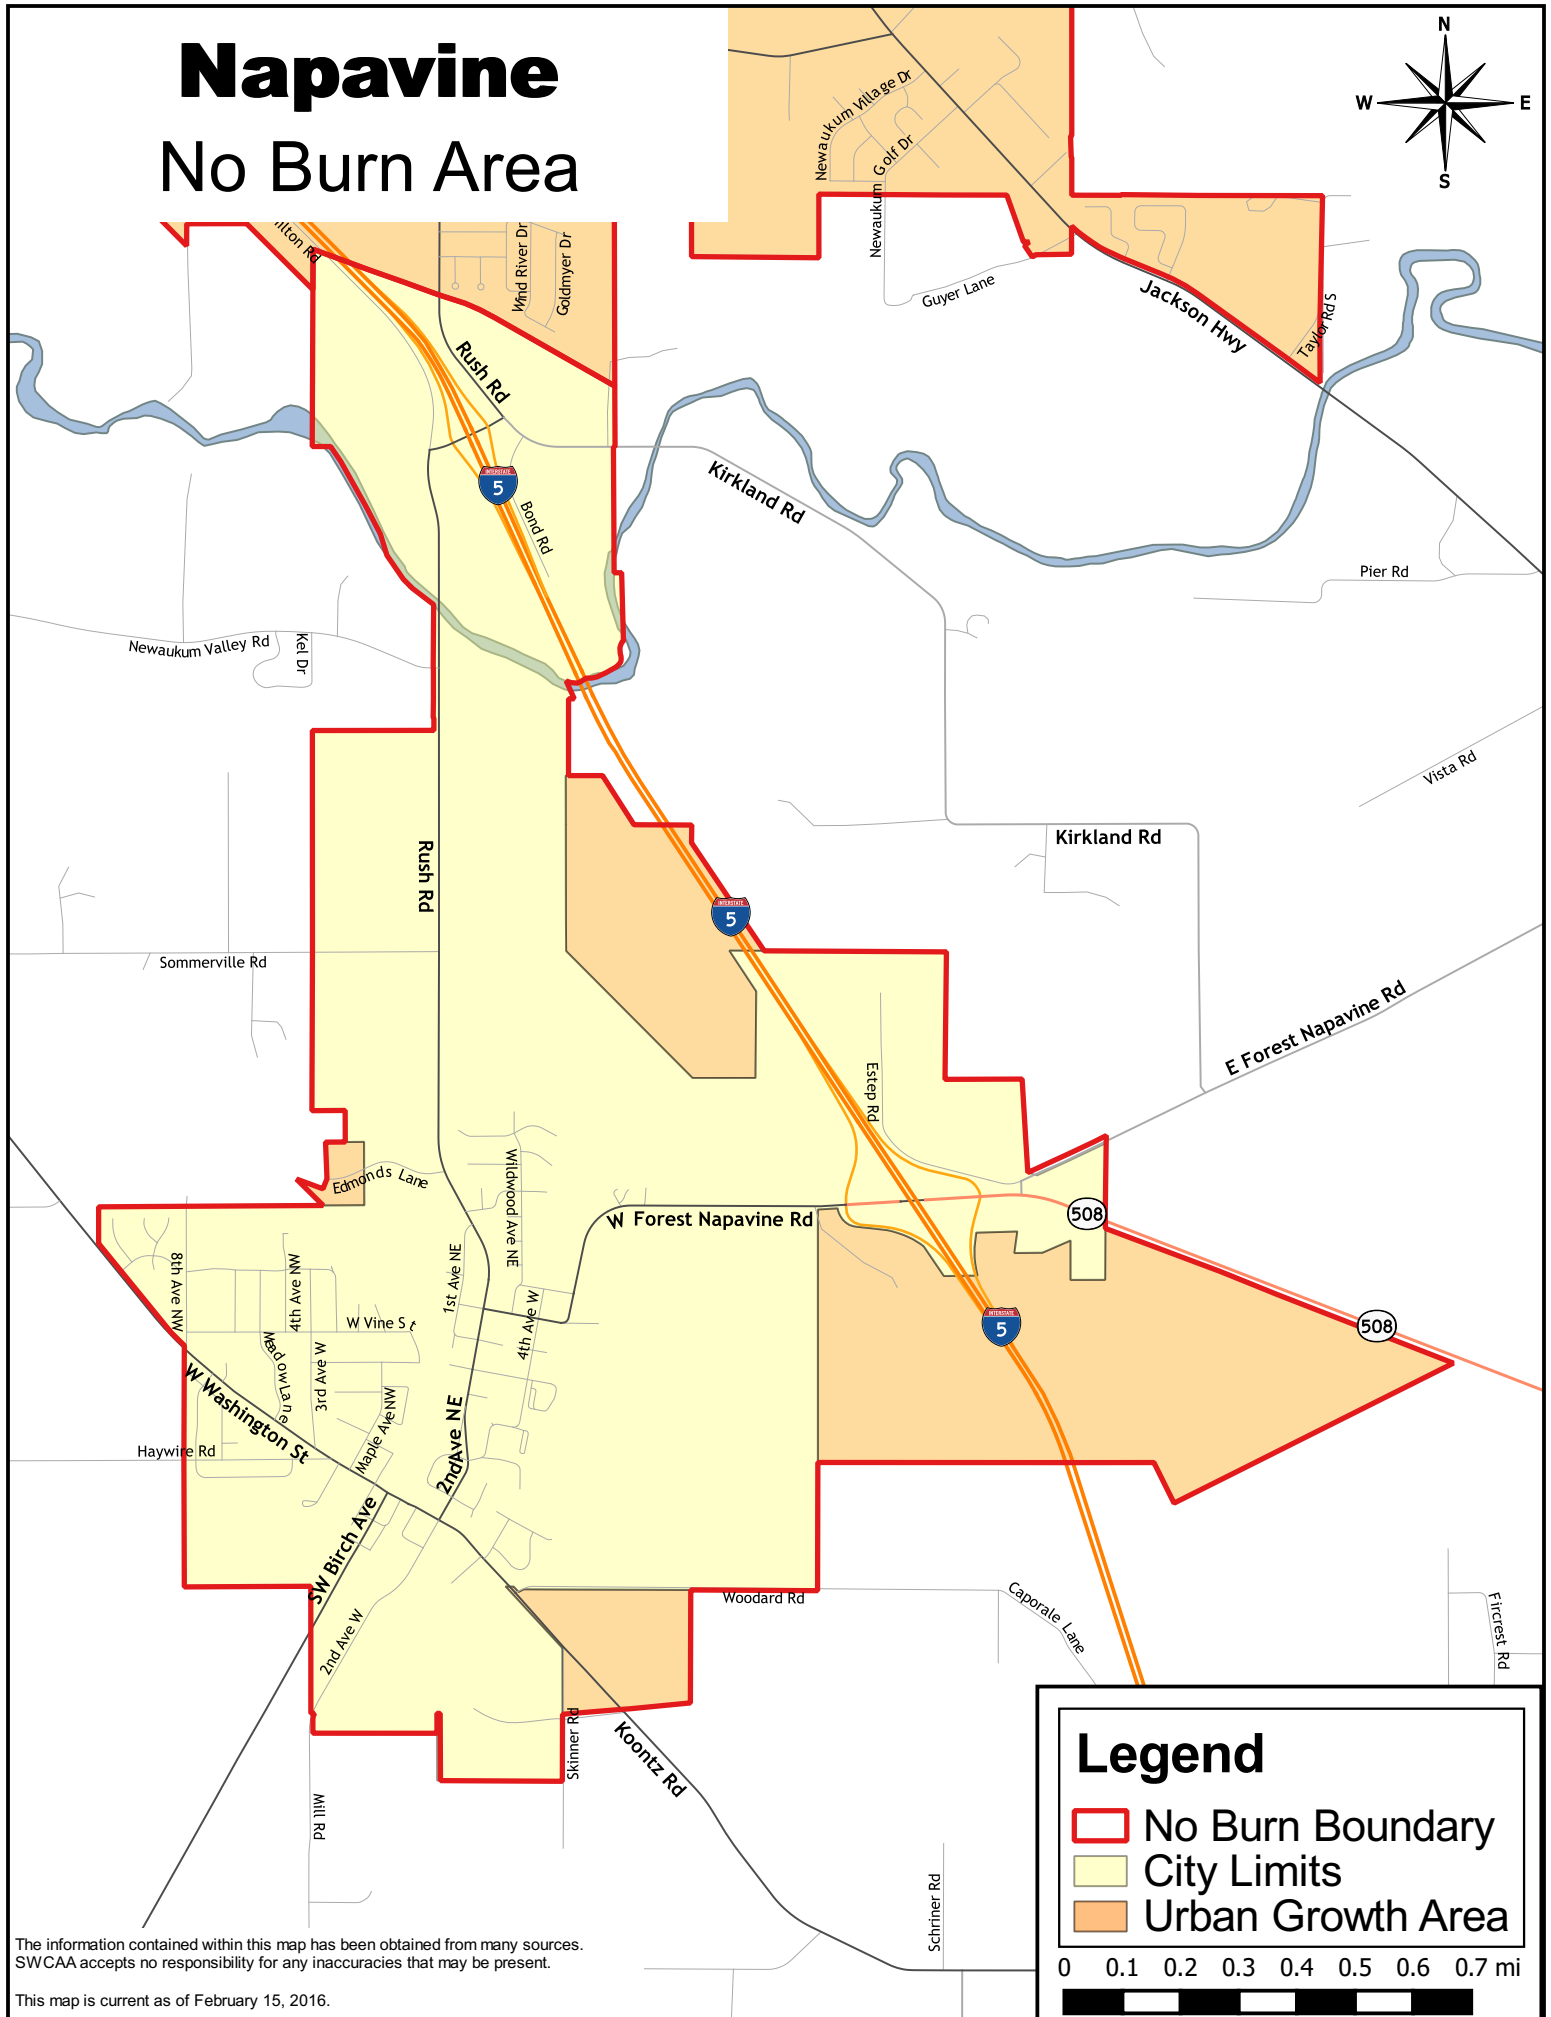 Napavine
No Burn Area
N
W
E
S
Newaukum Village Dr
Newaukum Golf Dr
Guyer Lane
Jackson Hwy
Taylor Rd S
Wind River Dr
Goldmyer Dr
Rush Rd
INTERSTATE
5
Bond Rd
Kirkland Rd
Pier Rd
Newaukum Valley Rd
Kel Dr
Vista Rd
Kirkland Rd
Rush Rd
INTERSTATE
5
Sommerville Rd
E Forest Napavine Rd
Estep Rd
Edmonds Lane
Wildwood Ave NE
W Forest Napavine Rd
508
8th Ave NW
4th Ave NW
1st Ave NE
W Vine St
4th Ave W
INTERSTATE
5
508
Meadow Lane
3rd Ave W
Maple Ave NW
W Washington St
Haywire Rd
2nd Ave NE
SW Birch Ave
2nd Ave W
Woodard Rd
Caporale Lane
Fircrest Rd
Skinner Rd
Koontz Rd
Mill Rd
Schriner Rd
Legend
No Burn Boundary
City Limits
Urban Growth Area
0 0.1 0.2 0.3 0.4 0.5 0.6 0.7 mi
The information contained within this map has been obtained from many sources.
SWCAA accepts no responsibility for any inaccuracies that may be present.
This map is current as of February 15, 2016.